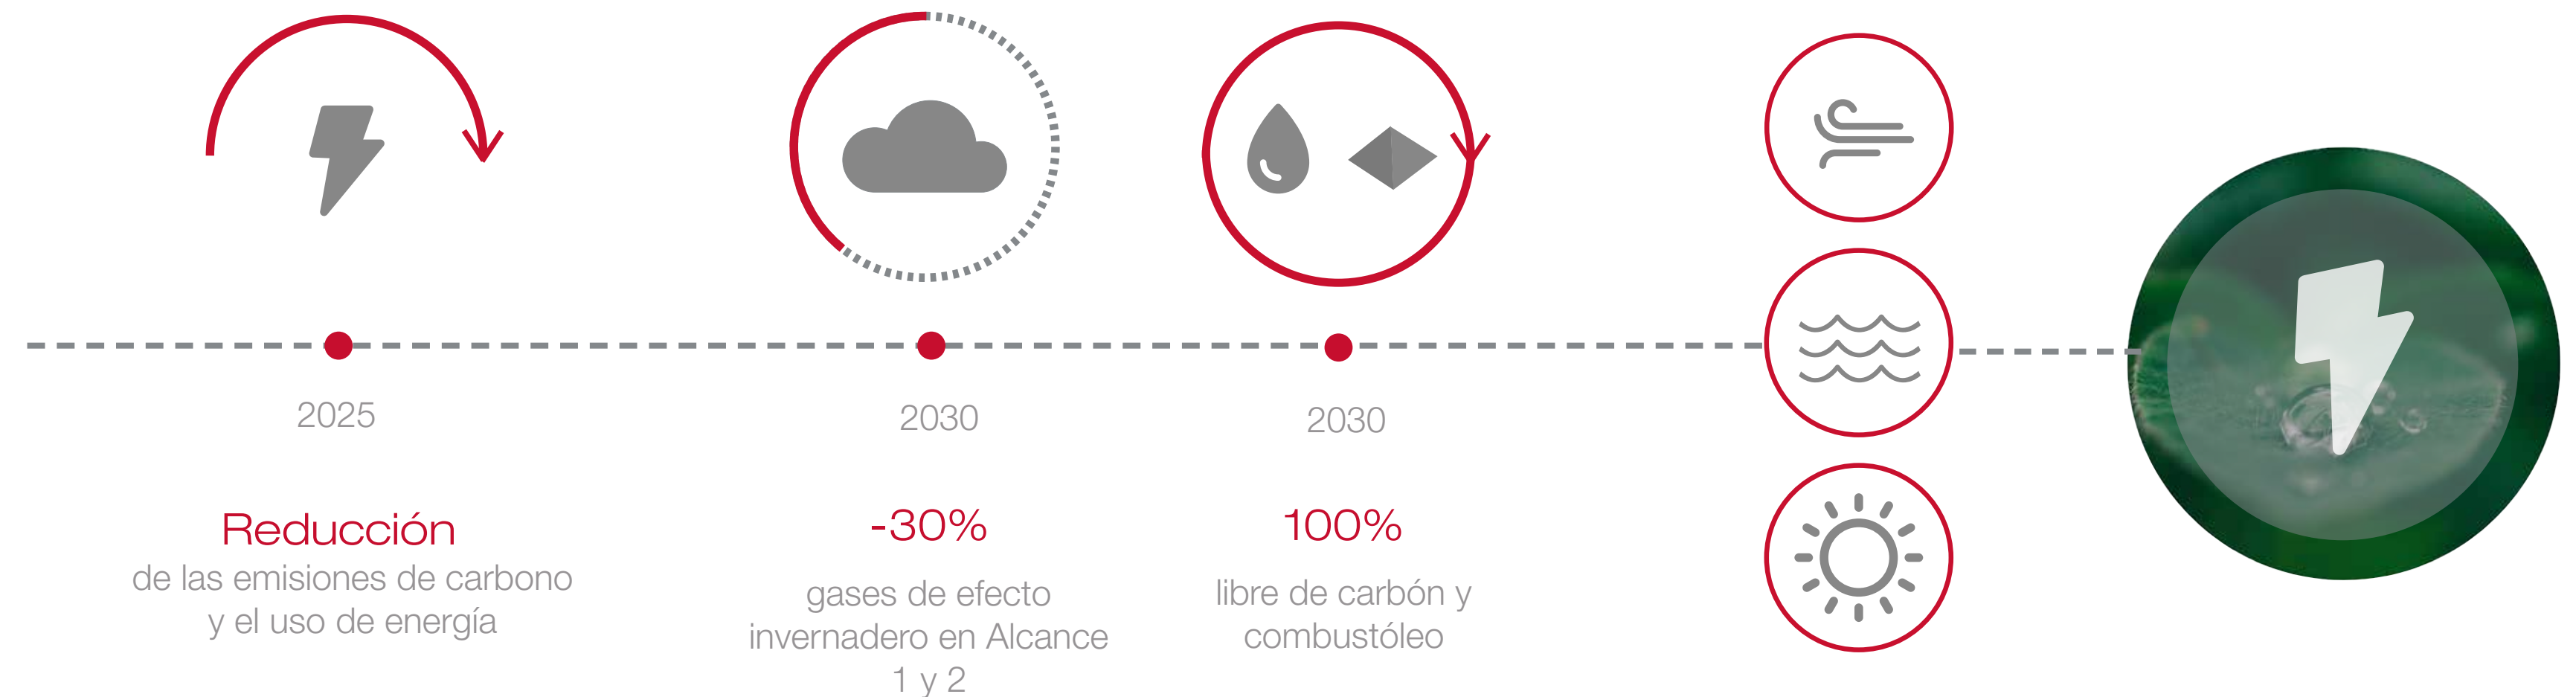 2025
Reducción
de las emisiones de carbono
y el uso de energía
2030
-30%
gases de efecto
invernadero en Alcance
1 y 2
2030
100%
libre de carbón y
combustóleo